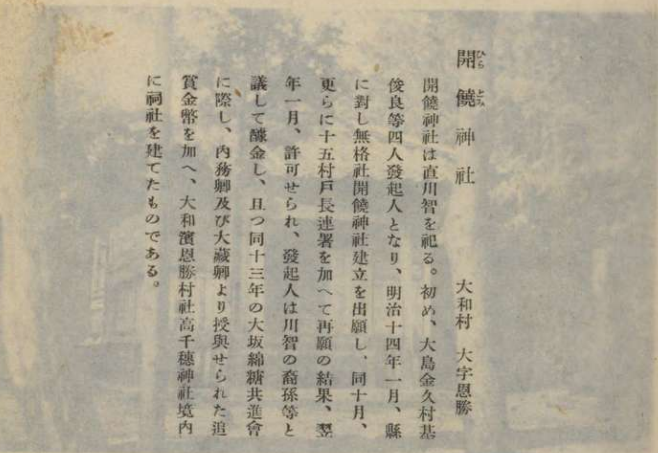 開饒神社
ひら とみ
大和村 大字恩勝
開饒神社は直川智を祀る。初め、大島金久村基
俊良等四人發起人となり、明治十四年一月、縣
に對し無格社開饒神社建立を出願し、同十月、
更らに十五村戸長連署を加へて再願の結果、翌
年一月、許可せられ、發起人は川智の裔孫等と
議して醵金し、且つ同十三年の大坂綿糖共進會
に際し、內務卿及び大藏卿より授與せられた追
賞金幣を加へ、大和濱恩勝村社高千穗神社境內
に祠社を建てたものである。